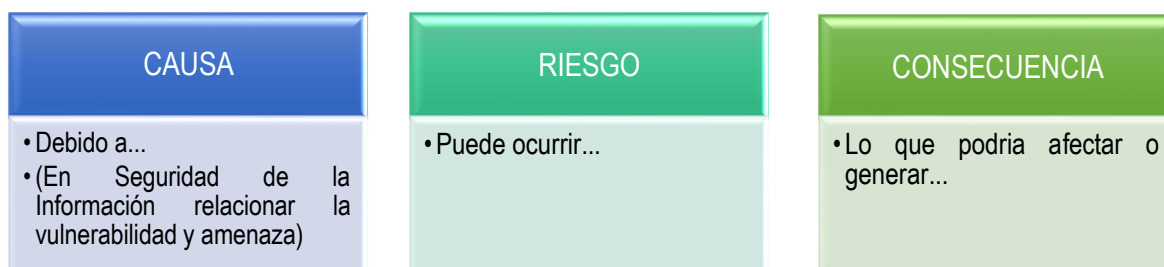 CAUSA
• Debido a...
• (En Seguridad de la
Información relacionar la
vulnerabilidad y amenaza)
RIESGO
• Puede ocurrir...
CONSECUENCIA
• Lo que podria afectar o
generar...